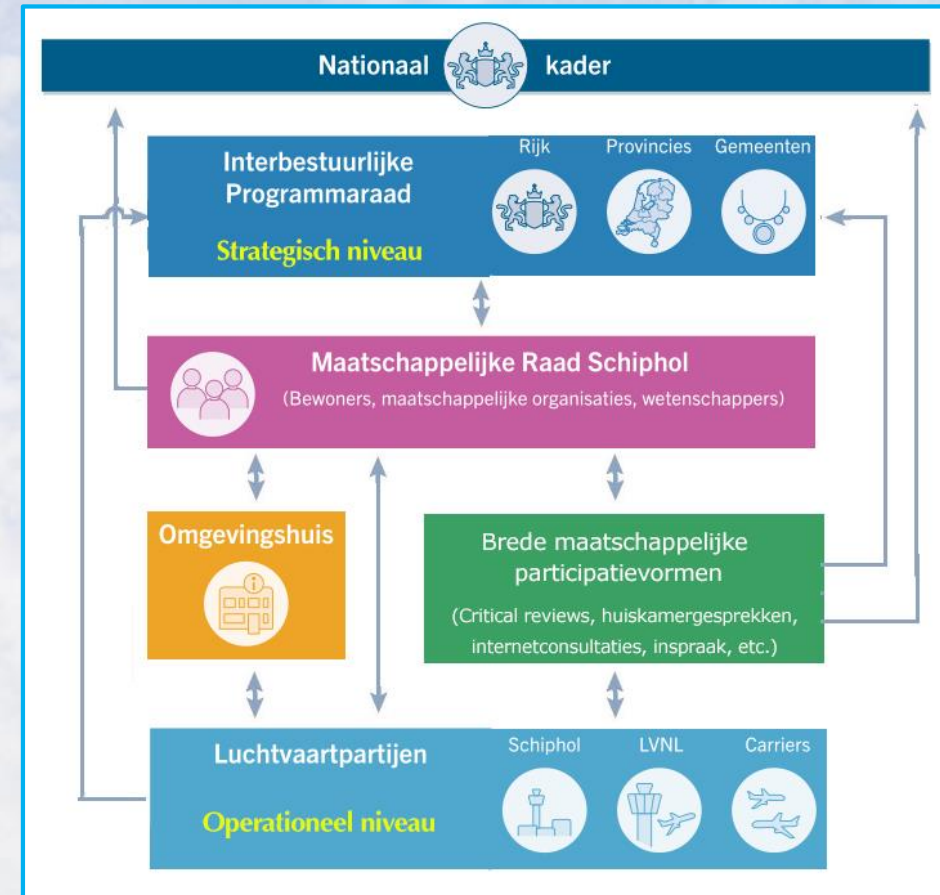 Nationaal kader
Interbestuurlijke
Programmaraad
Strategisch niveau
Rijk
Provincies
Gemeenten
Maatschappelijke Raad Schiphol
(Bewoners, maatschappelijke organisaties, wetenschappers)
Omgevingshuis
Brede maatschappelijke
participatievormen
(Critical reviews, huiskamergesprekken,
internetconsultaties, inspraak, etc.)
Luchtvaartpartijen
Operationeel niveau
Schiphol
LVNL
Carriers